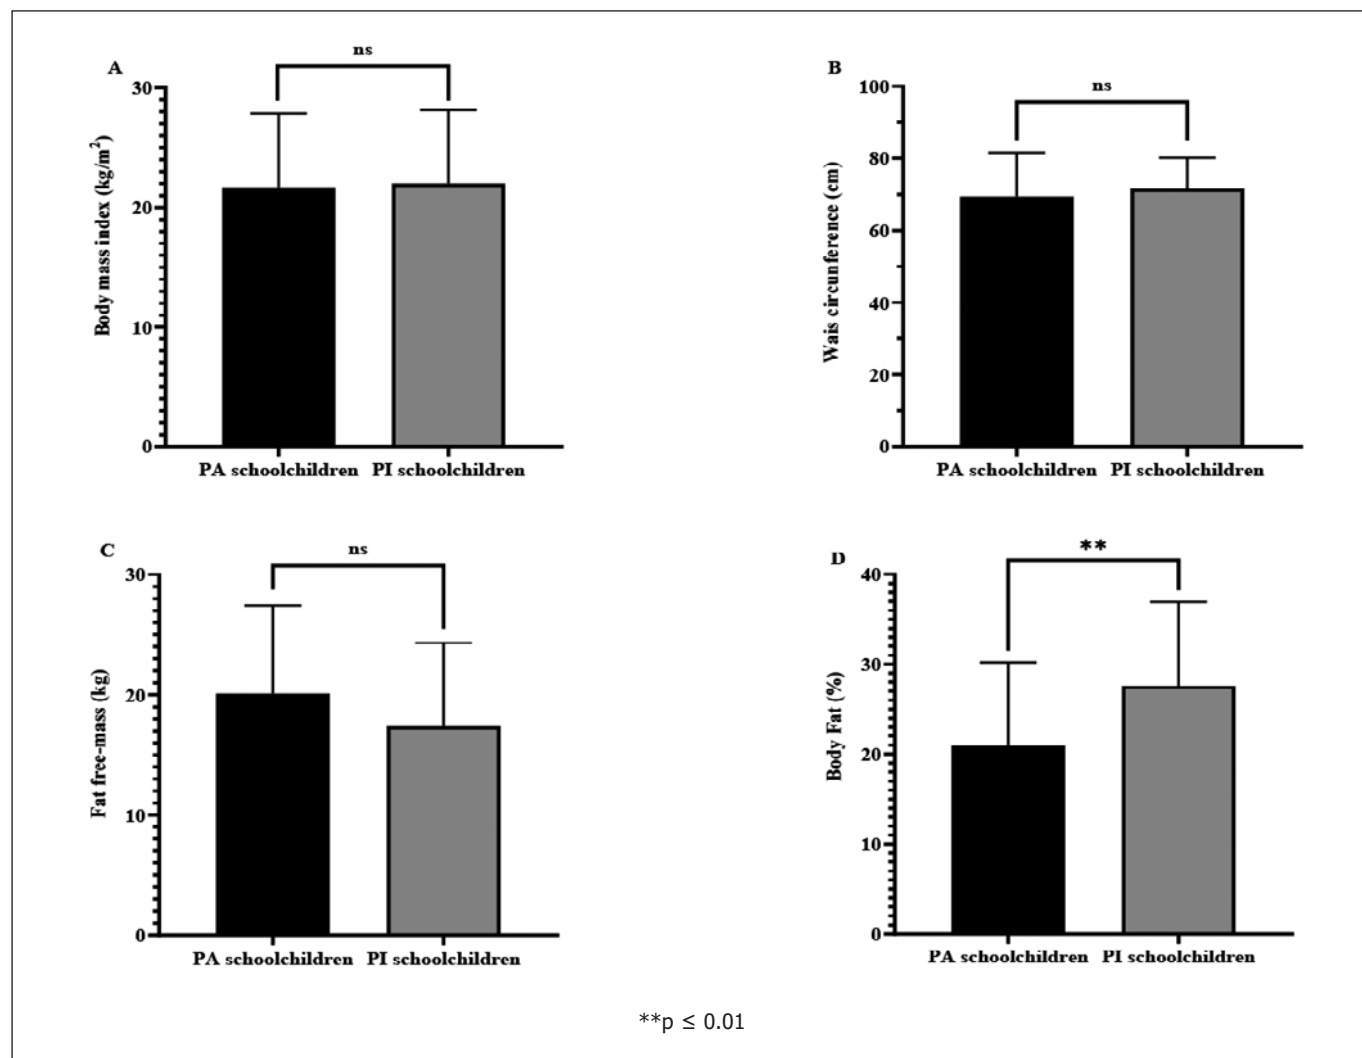 A
ns
Body mass index (kg/m²)
30
20
10
0
PA schoolchildren PI schoolchildren
B
ns
Wais circunference (cm)
100
80
60
40
20
0
PA schoolchildren PI schoolchildren
C
ns
Fat free-mass (kg)
30
20
10
0
PA schoolchildren PI schoolchildren
D
**
Body Fat (%)
40
30
20
10
0
PA schoolchildren PI schoolchildren
**p ≤ 0.01